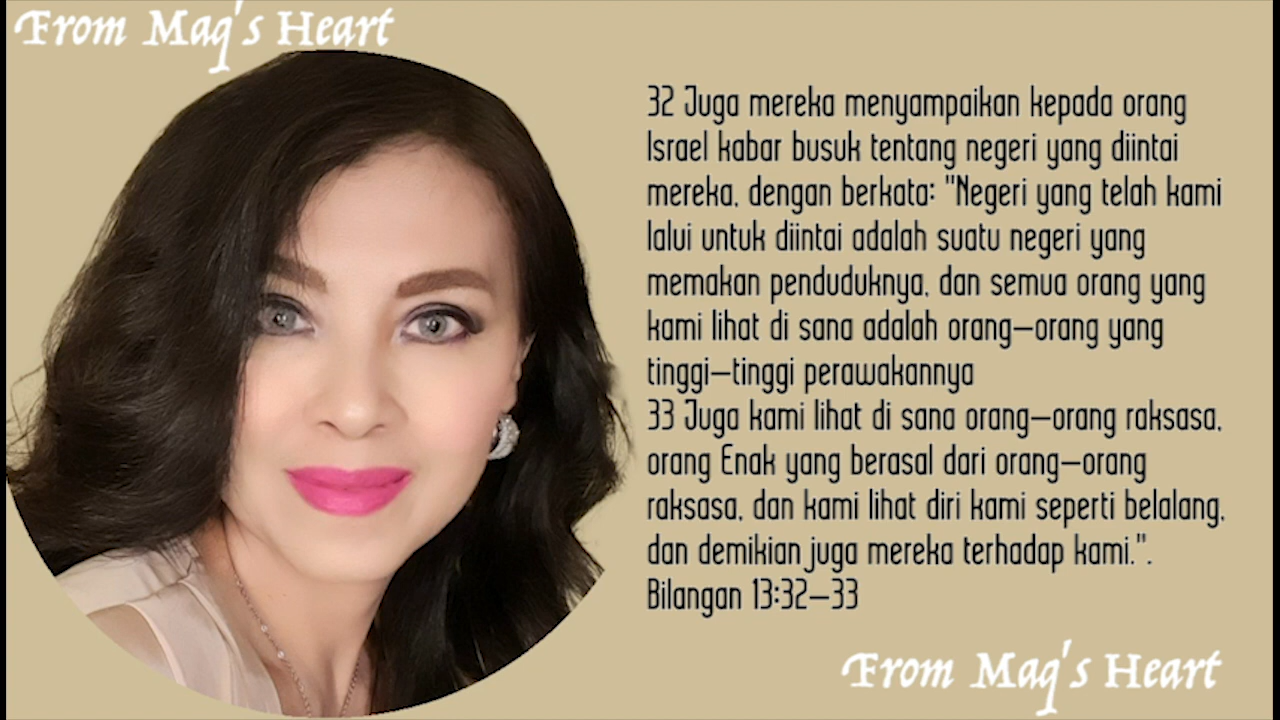 From Maq's Heart
32 Juga mereka menyampaikan kepada orang
Israel kabar busuk tentang negeri yang diintai
mereka, dengan berkata: "Negeri yang telah kami
lalui untuk diintai adalah suatu negeri yang
memakan penduduknya, dan semua orang yang
kami lihat di sana adalah orang-orang yang
tinggi-tinggi perawakannya
33 Juga kami lihat di sana orang-orang raksasa,
orang Enak yang berasal dari orang-orang
raksasa, dan kami lihat diri kami seperti belalang,
dan demikian juga mereka terhadap kami.".
Bilangan 13:32-33
From Maq's Heart